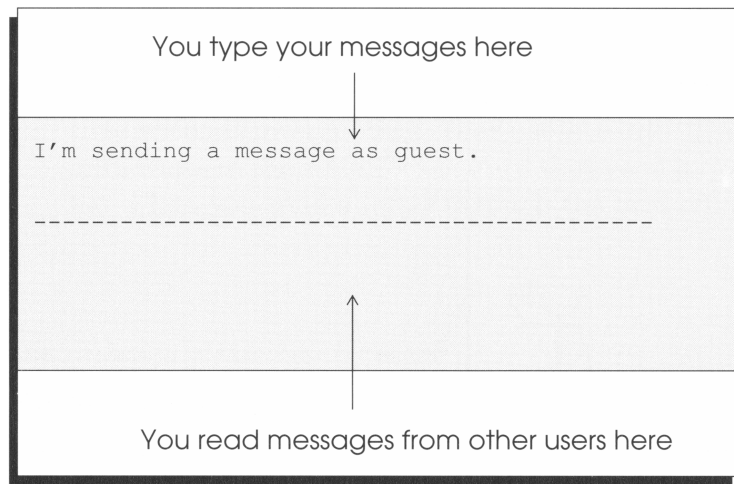 You type your messages here
I'm sending a message as guest.
----------------------------------------------------
You read messages from other users here